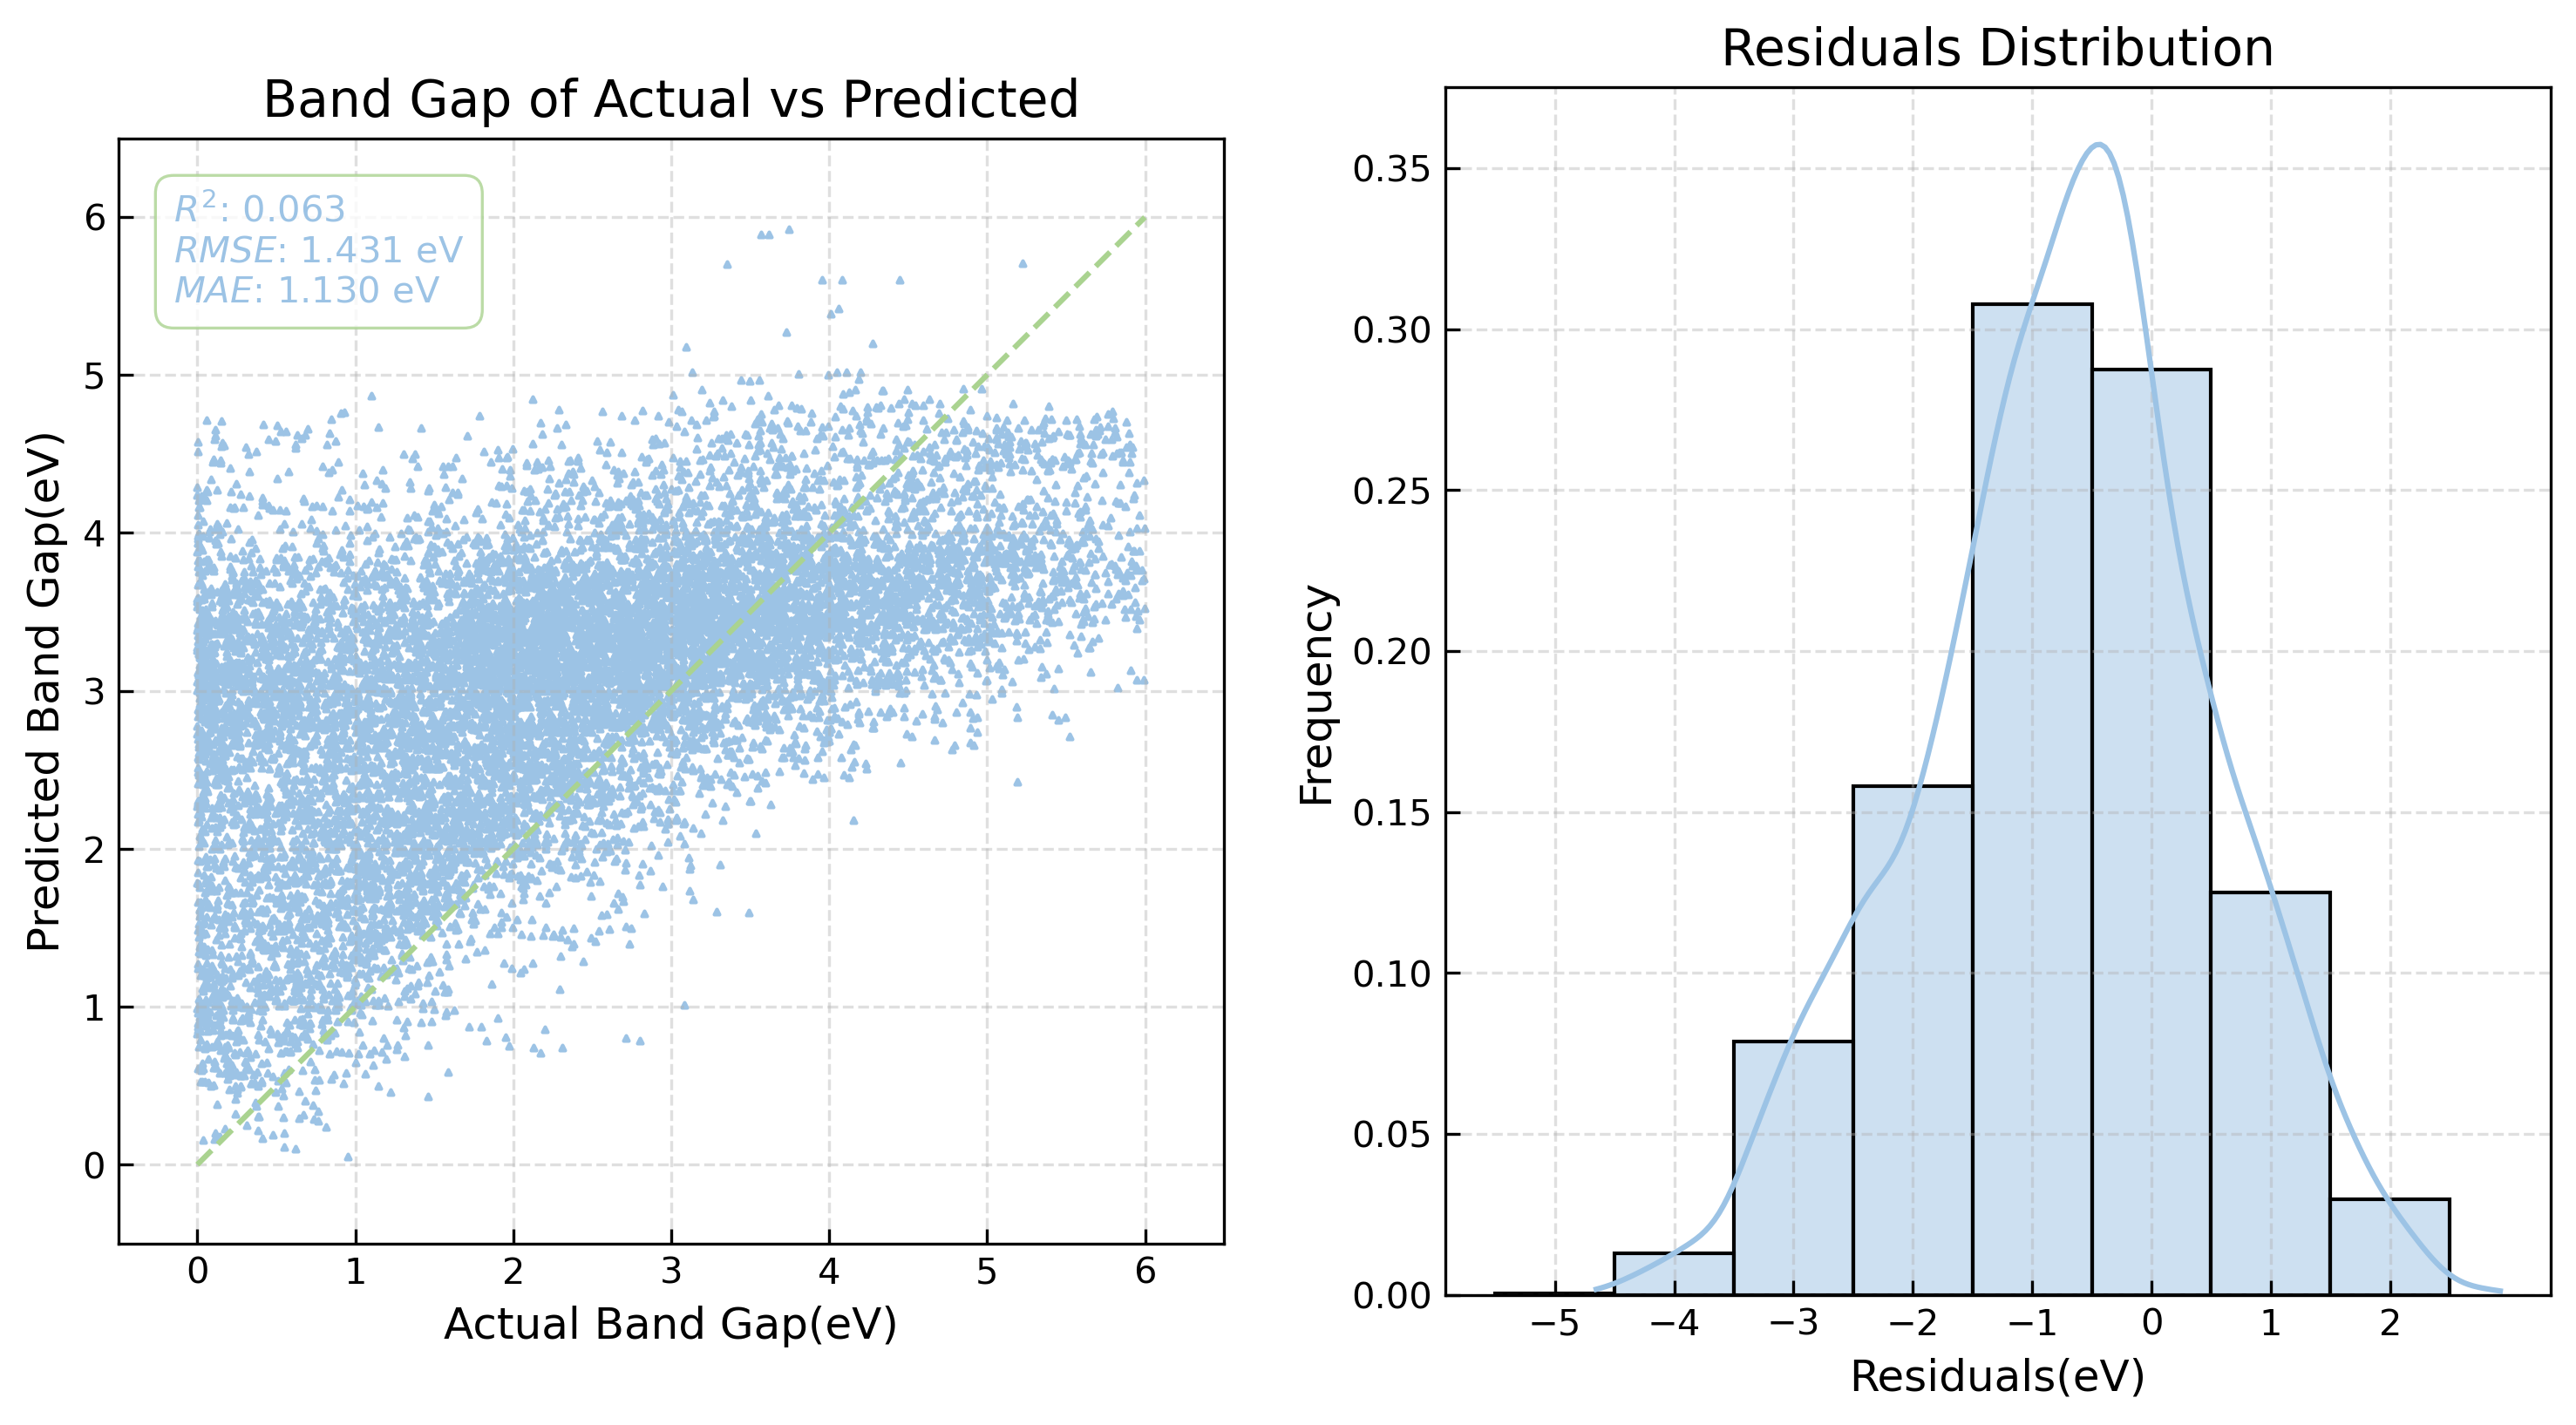 Band Gap of Actual vs Predicted
R²: 0.063
RMSE: 1.431 eV
MAE: 1.130 eV
6
5
4
3
2
1
0
Predicted Band Gap(eV)
0 1 2 3 4 5 6
Actual Band Gap(eV)
Residuals Distribution
0.35
0.30
0.25
0.20
0.15
0.10
0.05
0.00
Frequency
−5 −4 −3 −2 −1 0 1 2
Residuals(eV)